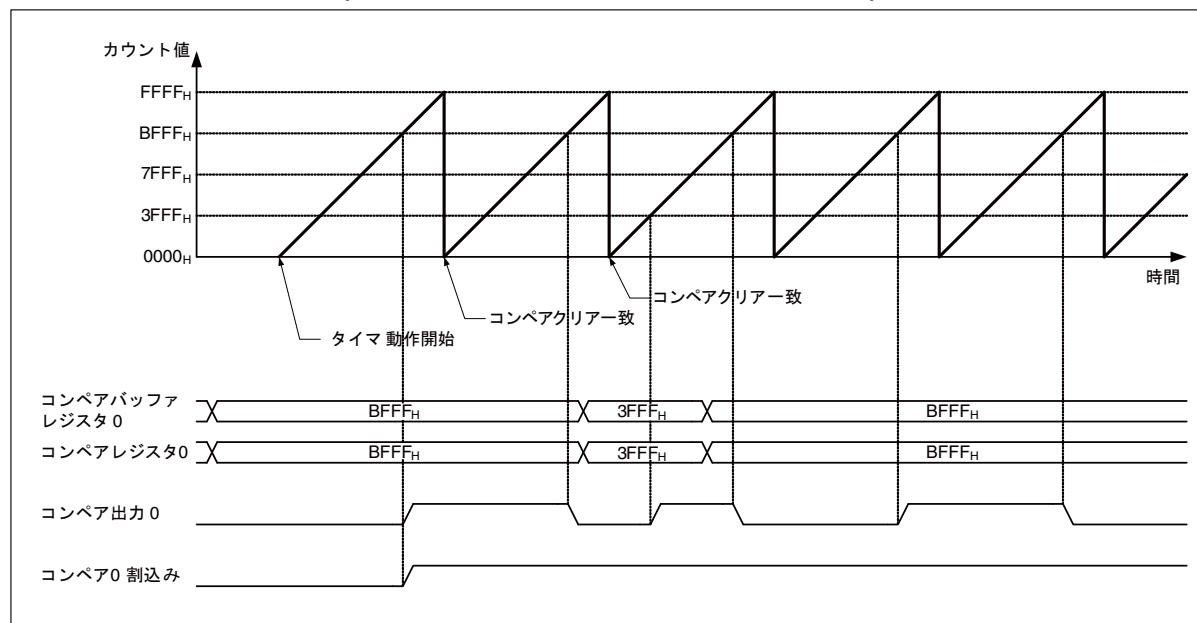 カウント値
FFFFH
BFFFH
7FFFH
3FFFH
0000H
時間
コンペアクリア一致
コンペアクリア一致
タイマ 動作開始
コンペアバッファ
レジスタ 0
BFFFH
3FFFH
BFFFH
コンペアレジスタ0
BFFFH
3FFFH
BFFFH
コンペア出力 0
コンペア0 割込み